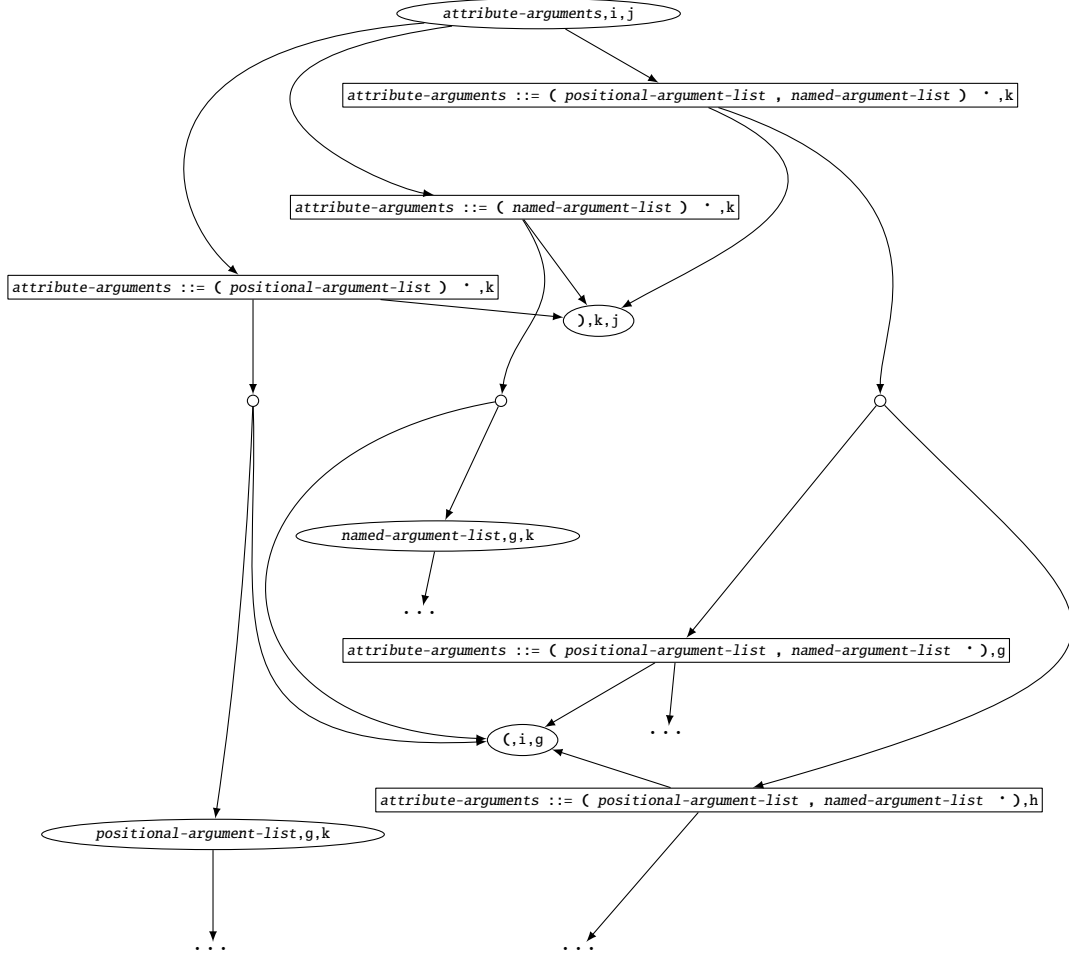 attribute-arguments,i,j
attribute-arguments ::= ( positional-argument-list , named-argument-list ) · ,k
attribute-arguments ::= ( named-argument-list ) · ,k
attribute-arguments ::= ( positional-argument-list ) · ,k
),k,j
named-argument-list,g,k
...
attribute-arguments ::= ( positional-argument-list , named-argument-list · ),g
...
(,i,g
attribute-arguments ::= ( positional-argument-list , named-argument-list · ),h
positional-argument-list,g,k
...
...